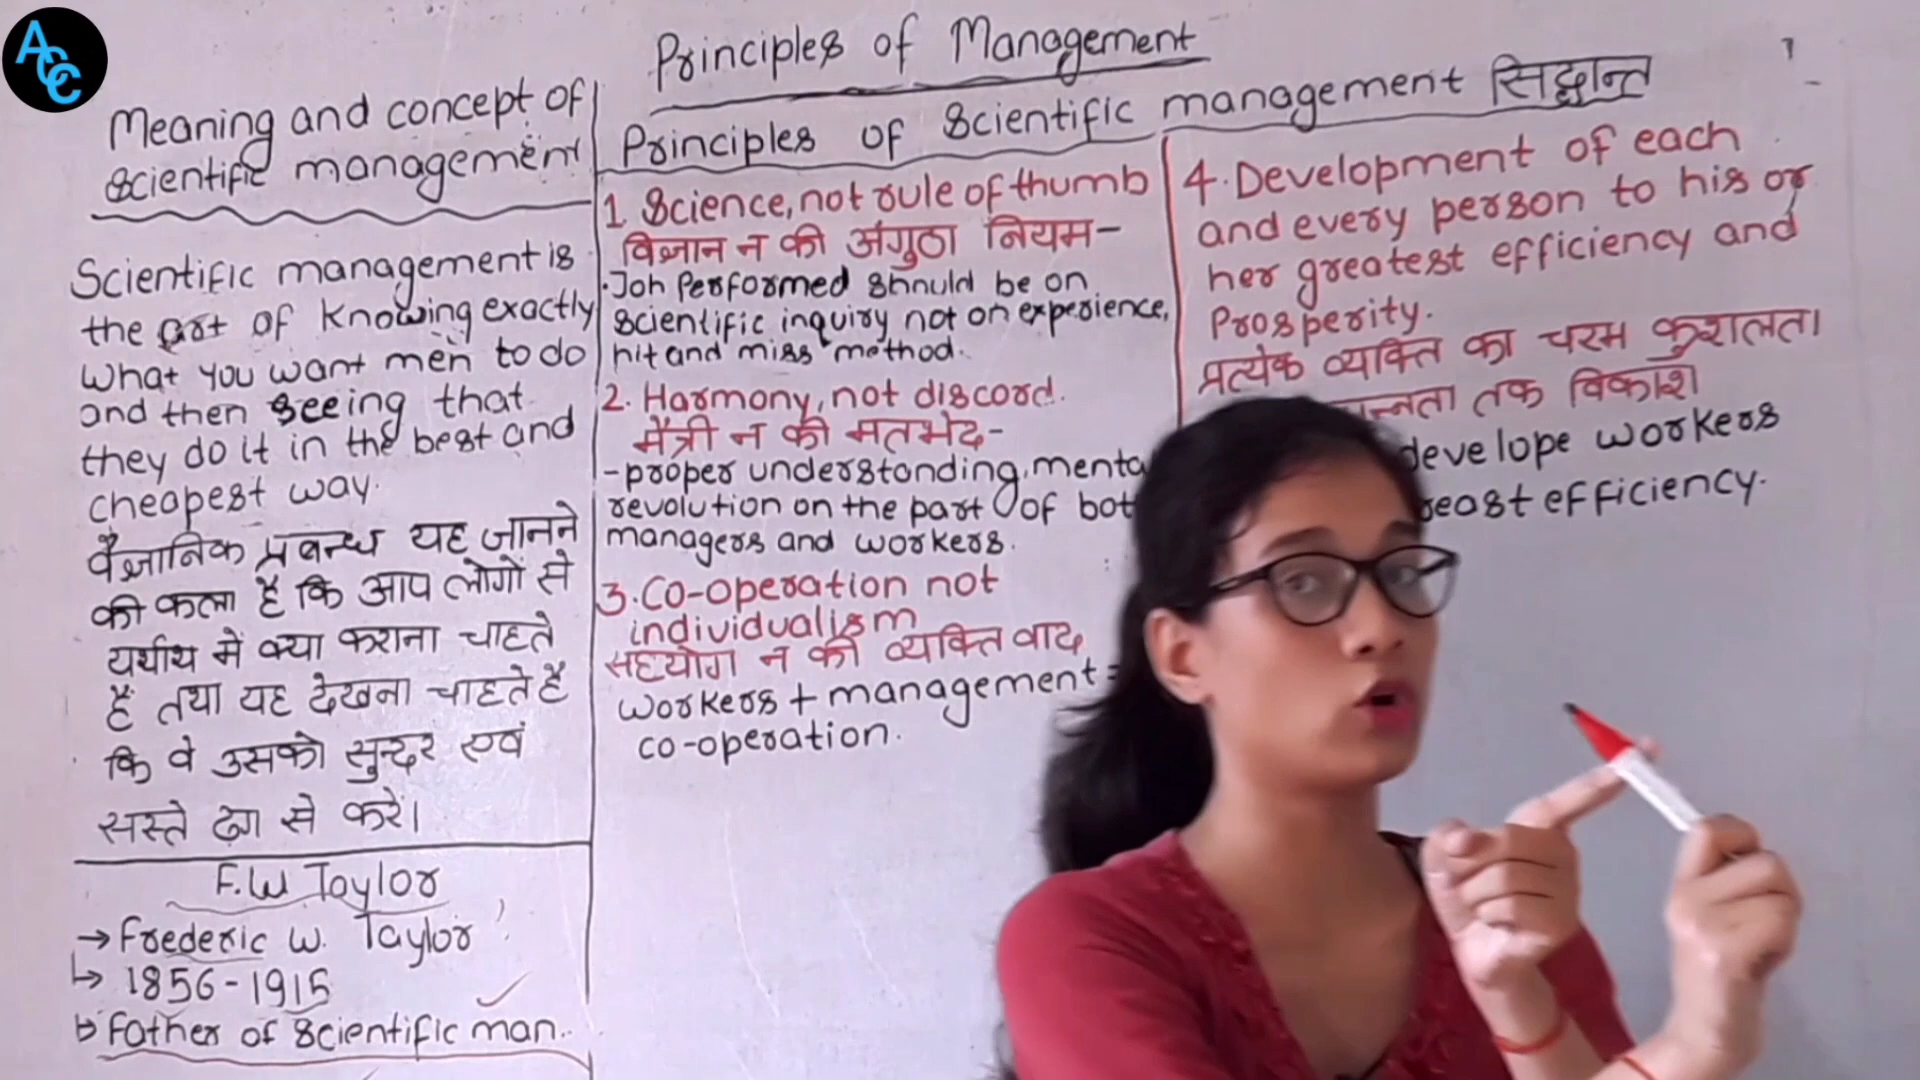 ACC
Principles of Management
Meaning and concept of
Scientific management
Scientific management is
the art of knowing exactly
What you want men to do
and then seeing that
they do it in the best and
cheapest way.
वैज्ञानिक प्रबन्ध यह जानने
की कला है कि आप लोगों से
यर्थाथ मे क्या कराना चाहते
हैं तथा यह देखना चाहते है
कि वे उसको सुन्दर एवं
सस्ते ढग से करे।
F.W Taylor
→ Frederic W. Taylor
↳ 1856-1915
↳ Father of Scientific man..
Principles of Scientific management सिद्धान्त
1 Science, not rule of thumb
विज्ञान न की अंगुठा नियम-
Joh Performed should be on
scientific inquiry not on experience,
hit and miss method.
2. Harmony, not discord.
मैत्री न की मतभेद-
-proper understanding, menta
revolution on the part of bot
managers and workers.
3. Co-operation not
individualism
सहयोग न की व्यक्ति वाद
workers + management =
co-operation.
4. Development of each
and every person to his or
her greatest efficiency and
Prosperity.
प्रत्येक व्यक्ति का चरम कुशलता
न्नता तक विकाश
develope workers
efficiency.